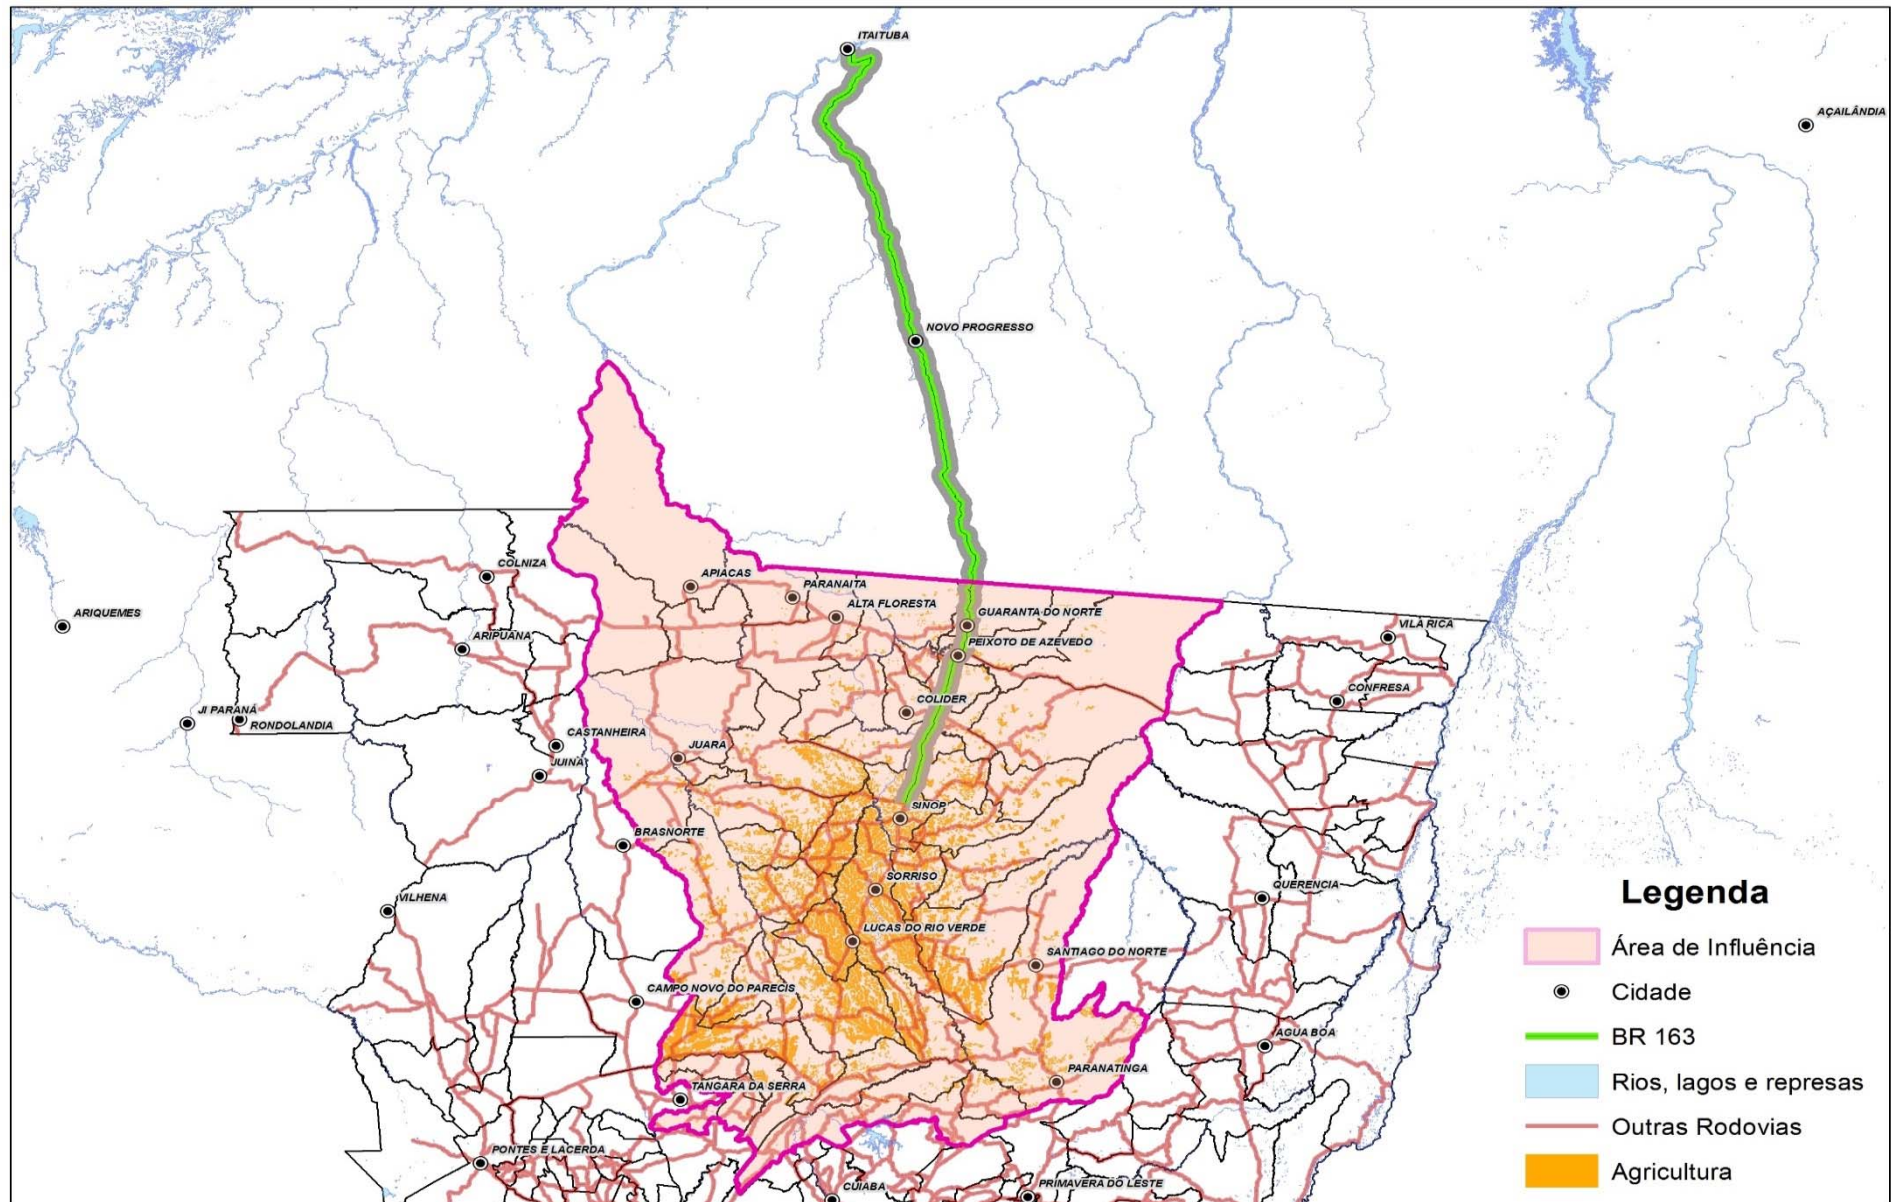 ITAITUBA
AÇAILÂNDIA
NOVO PROGRESSO
COLNIZA
APIACAS
PARANAITA
ALTA FLORESTA
GUARANTA DO NORTE
ARIQUEMES
ARIPUANA
PEIXOTO DE AZEVEDO
VILA RICA
CONFRESA
COLIDER
JI PARANÁ
RONDOLANDIA
CASTANHEIRA
JUARA
JUINA
SINOP
BRASNORTE
SORRISO
QUERENCIA
VILHENA
LUCAS DO RIO VERDE
SANTIAGO DO NORTE
CAMPO NOVO DO PARECIS
AGUA BOA
PARANATINGA
TANGARA DA SERRA
PONTES E LACERDA
CUIABA
PRIMAVERA DO LESTE
Legenda
Área de Influência
Cidade
BR 163
Rios, lagos e represas
Outras Rodovias
Agricultura